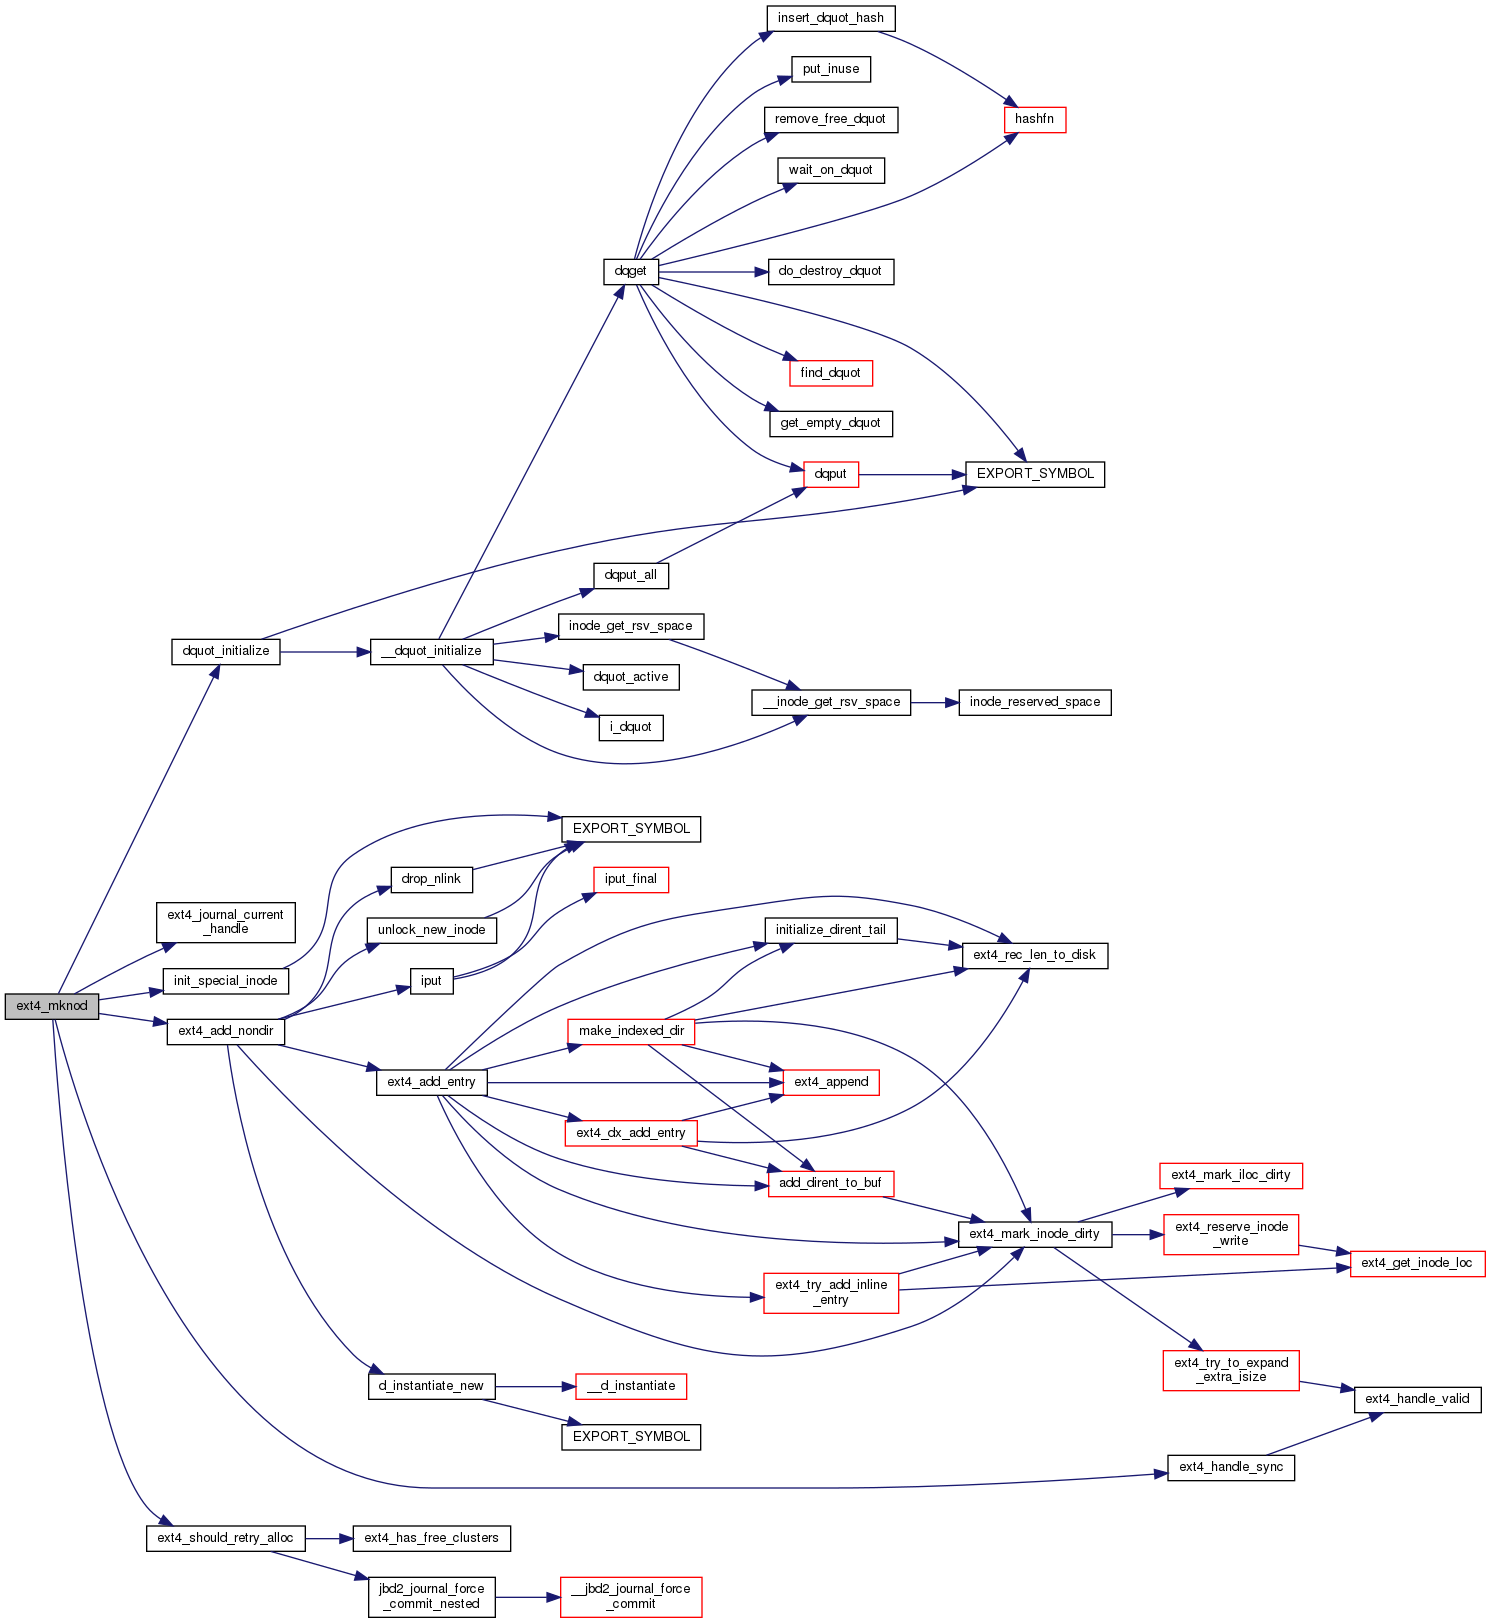 insert_dquot_hash
put_inuse
remove_free_dquot
hashfn
wait_on_dquot
dqget
do_destroy_dquot
find_dquot
get_empty_dquot
dqput
EXPORT_SYMBOL
dqput_all
inode_get_rsv_space
dquot_initialize
__dquot_initialize
dquot_active
__inode_get_rsv_space
inode_reserved_space
i_dquot
EXPORT_SYMBOL
drop_nlink
iput_final
ext4_journal_current
_handle
unlock_new_inode
initialize_dirent_tail
ext4_rec_len_to_disk
init_special_inode
iput
ext4_mknod
ext4_add_nondir
make_indexed_dir
ext4_add_entry
ext4_append
ext4_dx_add_entry
add_dirent_to_buf
ext4_mark_iloc_dirty
ext4_mark_inode_dirty
ext4_reserve_inode
_write
ext4_get_inode_loc
ext4_try_add_inline
_entry
ext4_try_to_expand
_extra_isize
d_instantiate_new
__d_instantiate
ext4_handle_valid
EXPORT_SYMBOL
ext4_handle_sync
ext4_should_retry_alloc
ext4_has_free_clusters
jbd2_journal_force
_commit_nested
__jbd2_journal_force
_commit